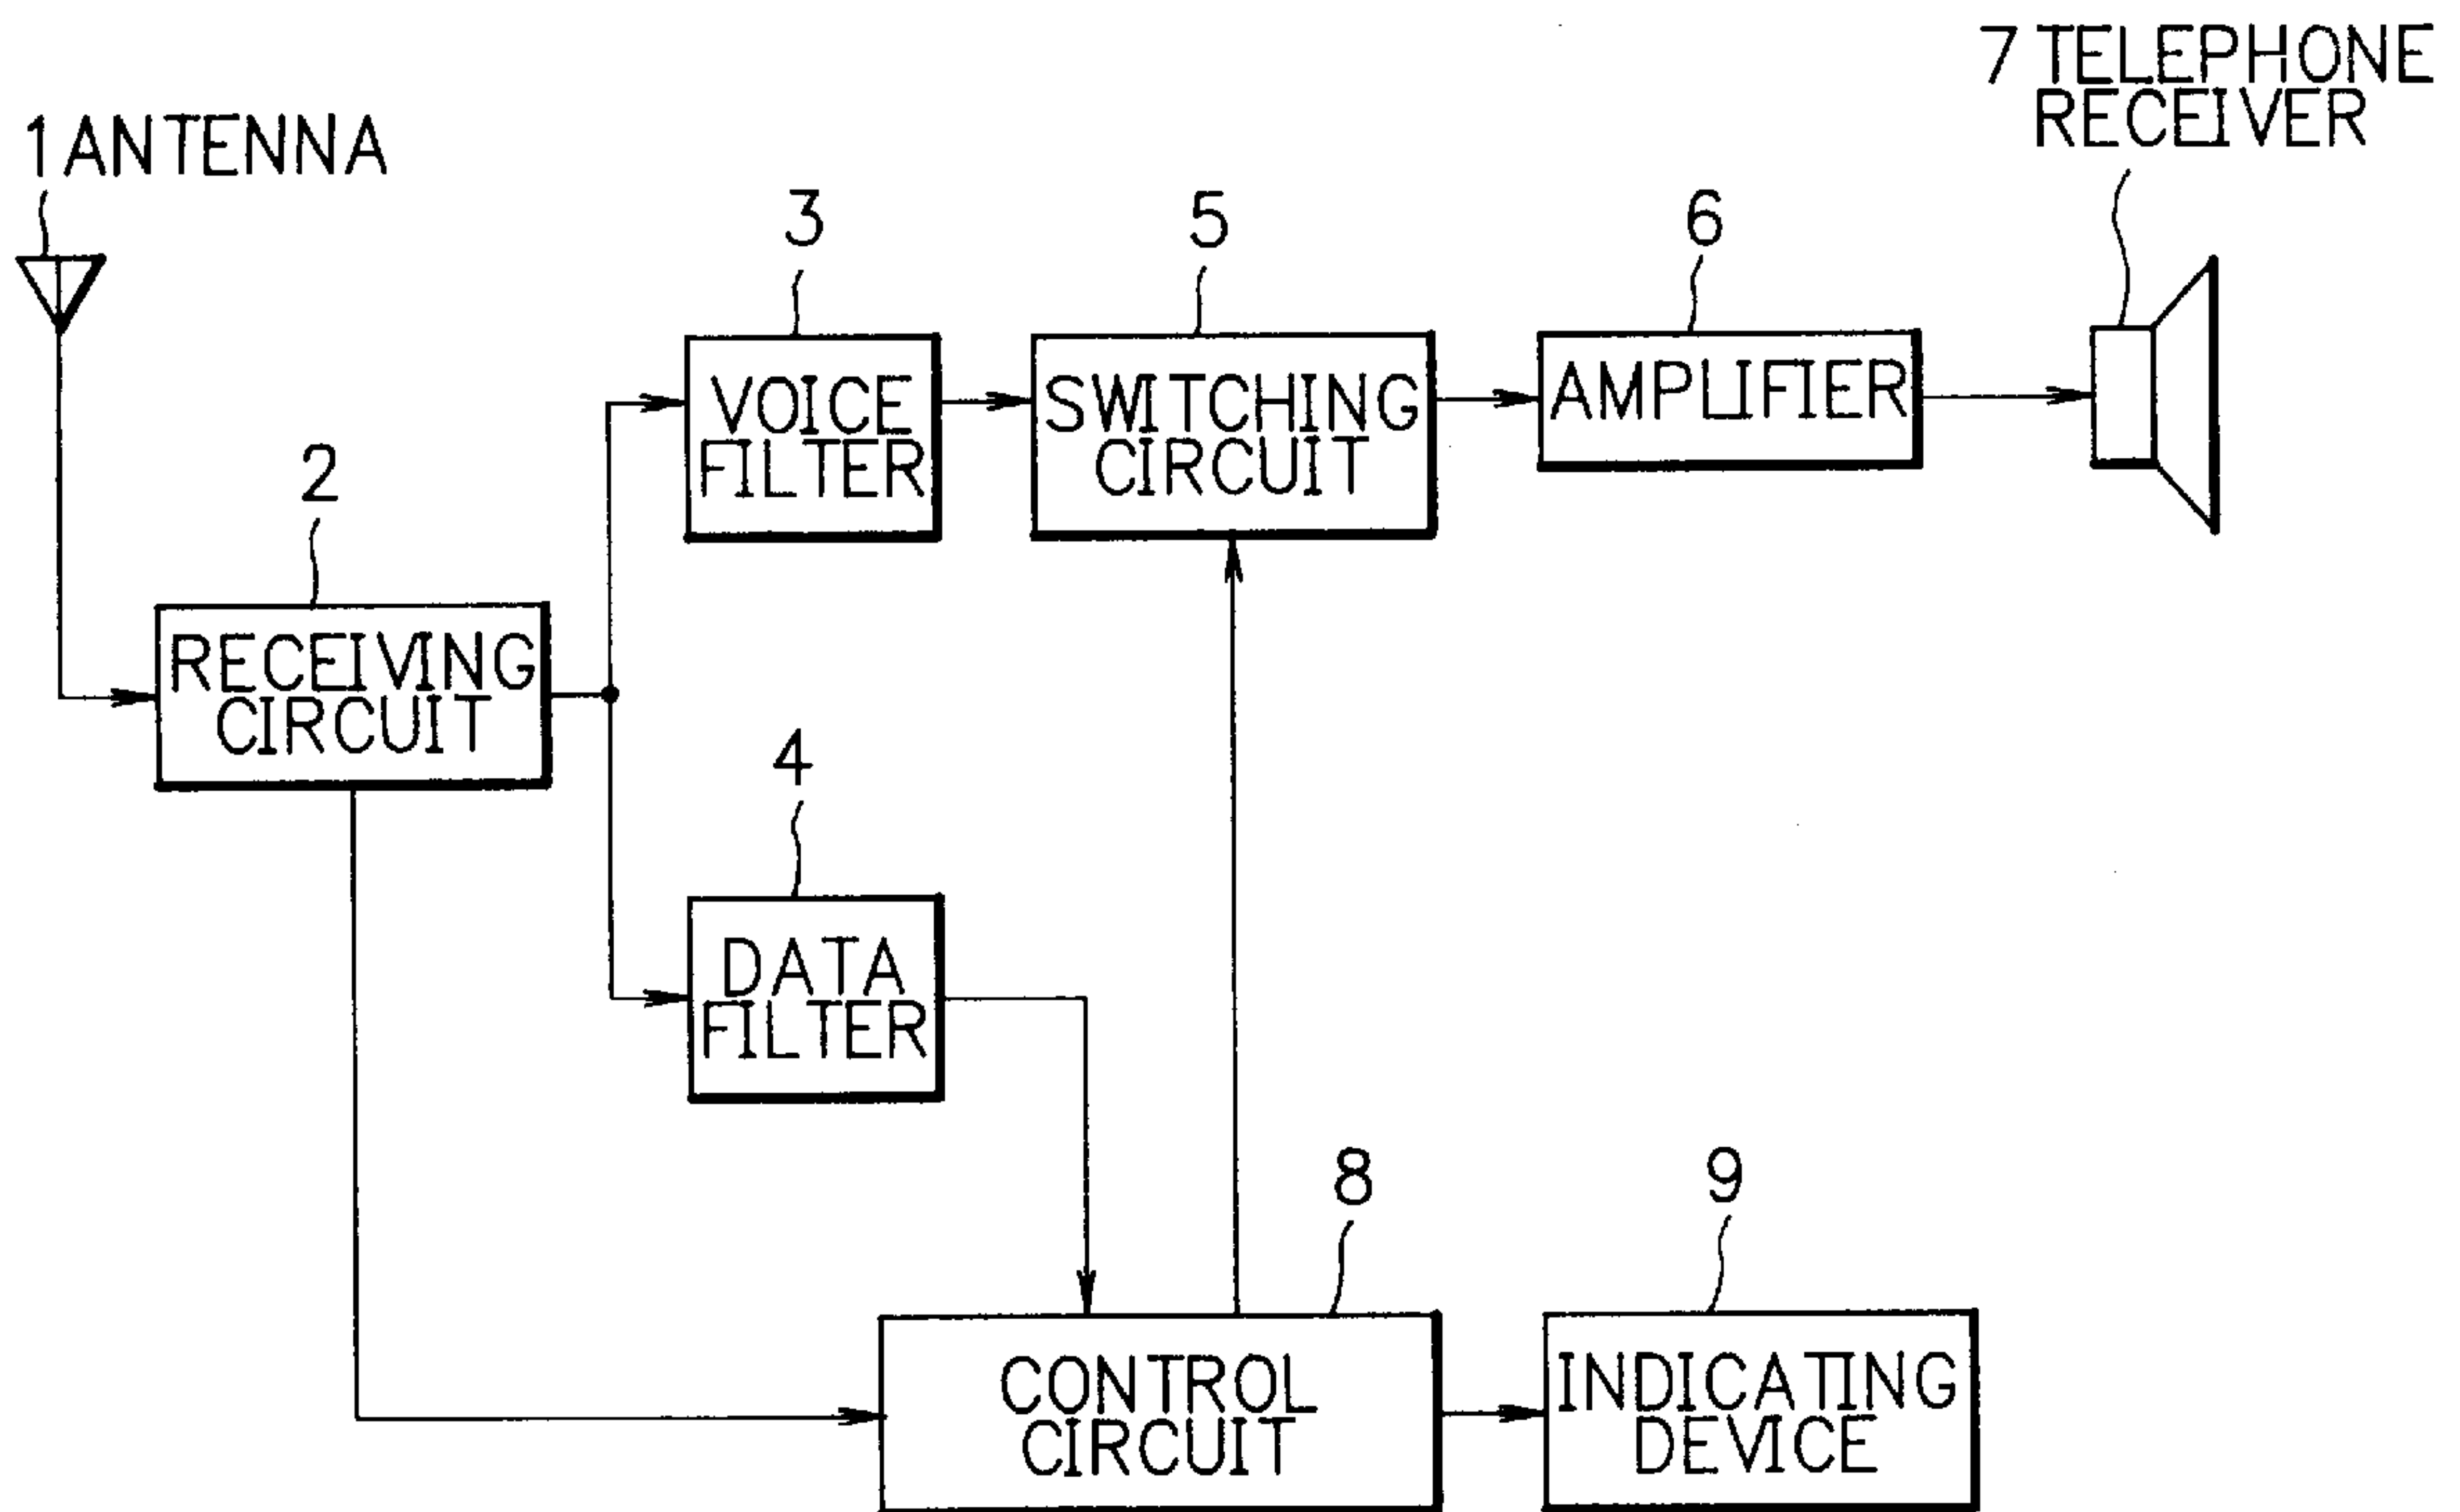 7 TELEPHONE
RECEIVER
1 ANTENNA
3
5
6
VOICE
FILTER
SWITCHING
CIRCUIT
AMPLIFIER
2
RECEIVING
CIRCUIT
4
DATA
FILTER
8
9
CONTROL
CIRCUIT
INDICATING
DEVICE